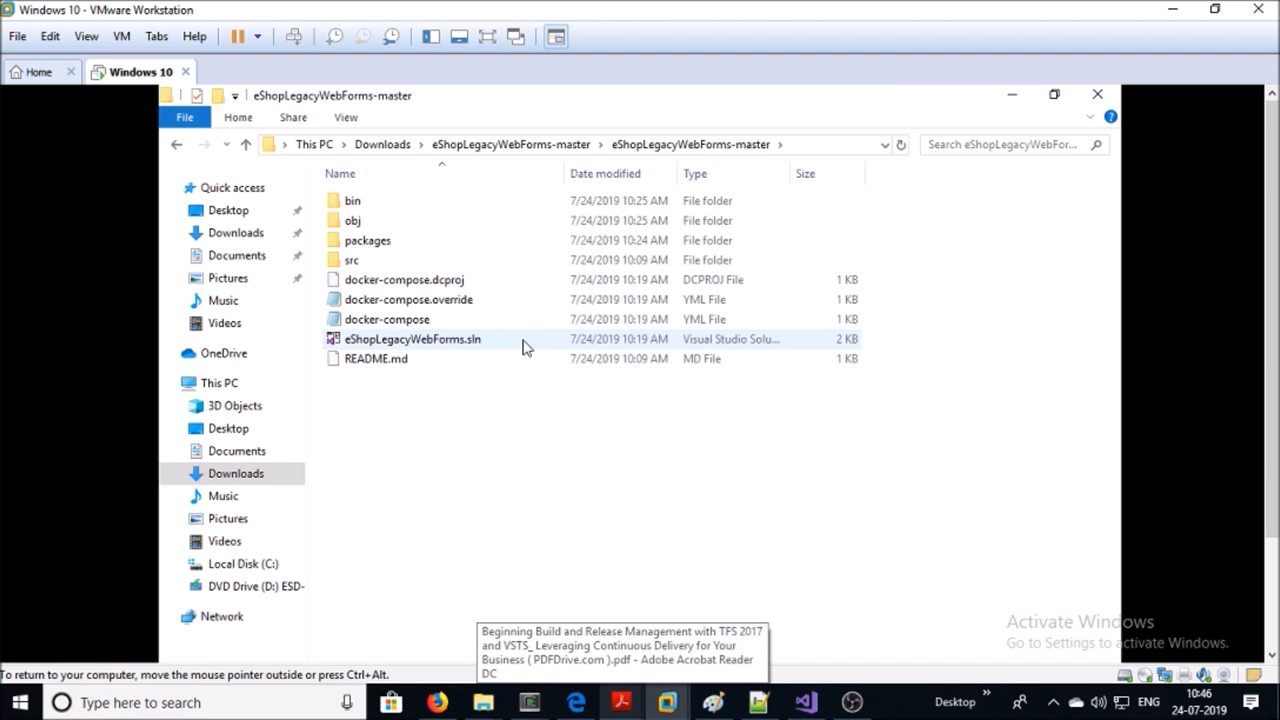 Windows 10 - VMware Workstation
File Edit View VM Tabs Help
Home Windows 10
eShopLegacyWebForms-master
File Home Share View
This PC Downloads eShopLegacyWebForms-master eShopLegacyWebForms-master Search eShopLegacyWebFor...
Name Date modified Type Size
Quick access
Desktop
Downloads
Documents
Pictures
Music
Videos
OneDrive
This PC
3D Objects
Desktop
Documents
Downloads
Music
Pictures
Videos
Local Disk (C:)
DVD Drive (D:) ESD-
Network
bin 7/24/2019 10:25 AM File folder
obj 7/24/2019 10:25 AM File folder
packages 7/24/2019 10:24 AM File folder
src 7/24/2019 10:09 AM File folder
docker-compose.dcproj 7/24/2019 10:19 AM DCPROJ File 1 KB
docker-compose.override 7/24/2019 10:19 AM YML File 1 KB
docker-compose 7/24/2019 10:19 AM YML File 1 KB
eShopLegacyWebForms.sln 7/24/2019 10:19 AM Visual Studio Solu... 2 KB
README.md 7/24/2019 10:09 AM MD File 1 KB
Beginning Build and Release Management with TFS 2017
and VSTS_ Leveraging Continuous Delivery for Your
Business ( PDFDrive.com ).pdf - Adobe Acrobat Reader
DC
Activate Windows
Go to Settings to activate Windows.
To return to your computer, move the mouse pointer outside or press Ctrl+Alt.
Type here to search
Desktop
ENG
10:46
24-07-2019